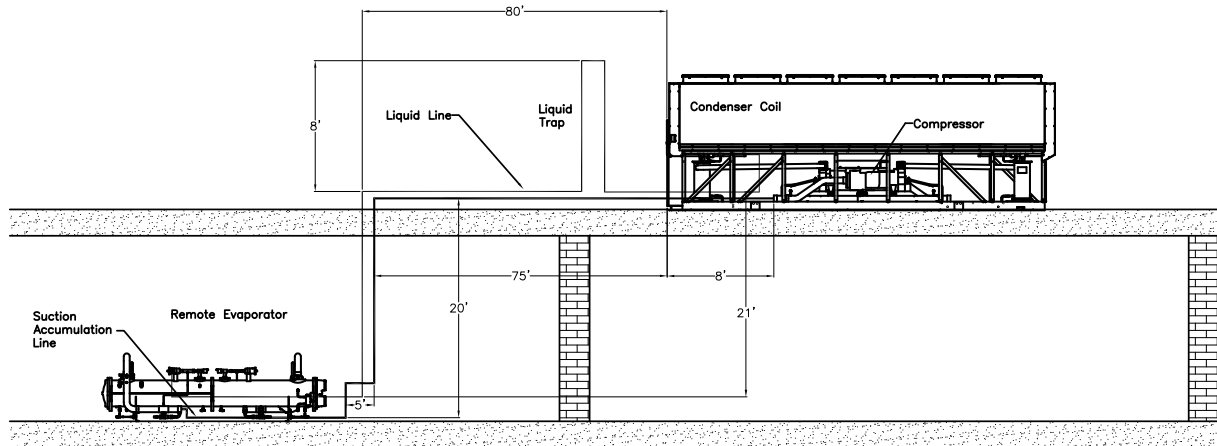 80'
8'
Liquid Line
Liquid
Trap
Condenser Coil
Compressor
75'
8'
20'
21'
Suction
Accumulation
Line
Remote Evaporator
5'